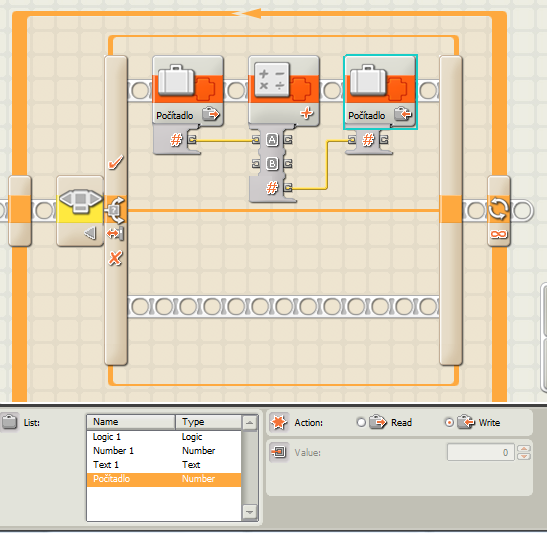 Počítadlo
Počítadlo
#
A
#
B
#
List:
Name Type
Logic 1 Logic
Number 1 Number
Text 1 Text
Počítadlo Number
Action:
Read
Write
Value:
0